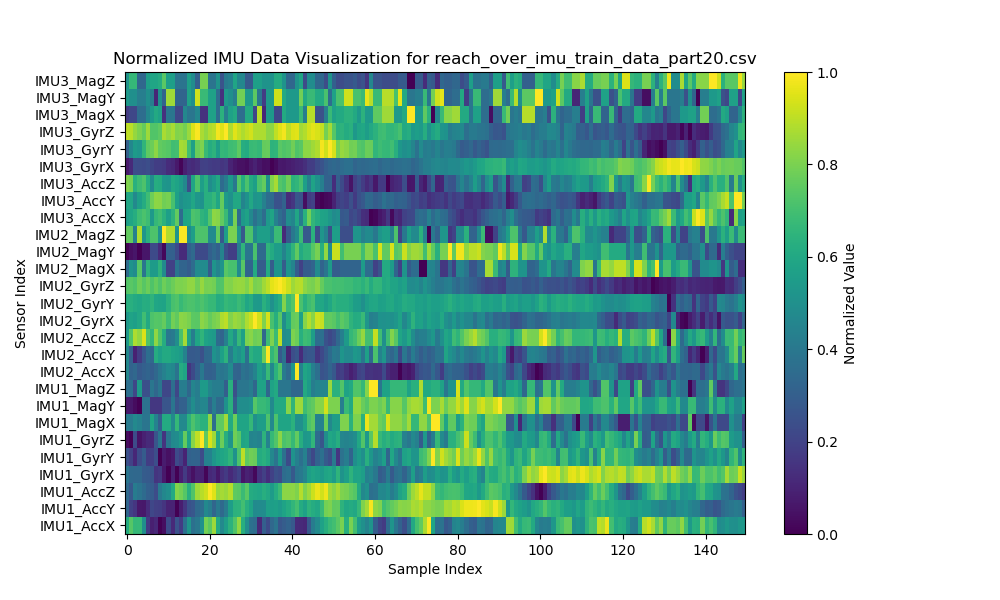 Normalized IMU Data Visualization for reach_over_imu_train_data_part20.csv
IMU3_MagZ
IMU3_MagY
IMU3_MagX
IMU3_GyrZ
IMU3_GyrY
IMU3_GyrX
IMU3_AccZ
IMU3_AccY
IMU3_AccX
IMU2_MagZ
IMU2_MagY
IMU2_MagX
IMU2_GyrZ
IMU2_GyrY
IMU2_GyrX
IMU2_AccZ
IMU2_AccY
IMU2_AccX
IMU1_MagZ
IMU1_MagY
IMU1_MagX
IMU1_GyrZ
IMU1_GyrY
IMU1_GyrX
IMU1_AccZ
IMU1_AccY
IMU1_AccX
Sensor Index
0 20 40 60 80 100 120 140
Sample Index
1.0
0.8
0.6
0.4
0.2
0.0
Normalized Value